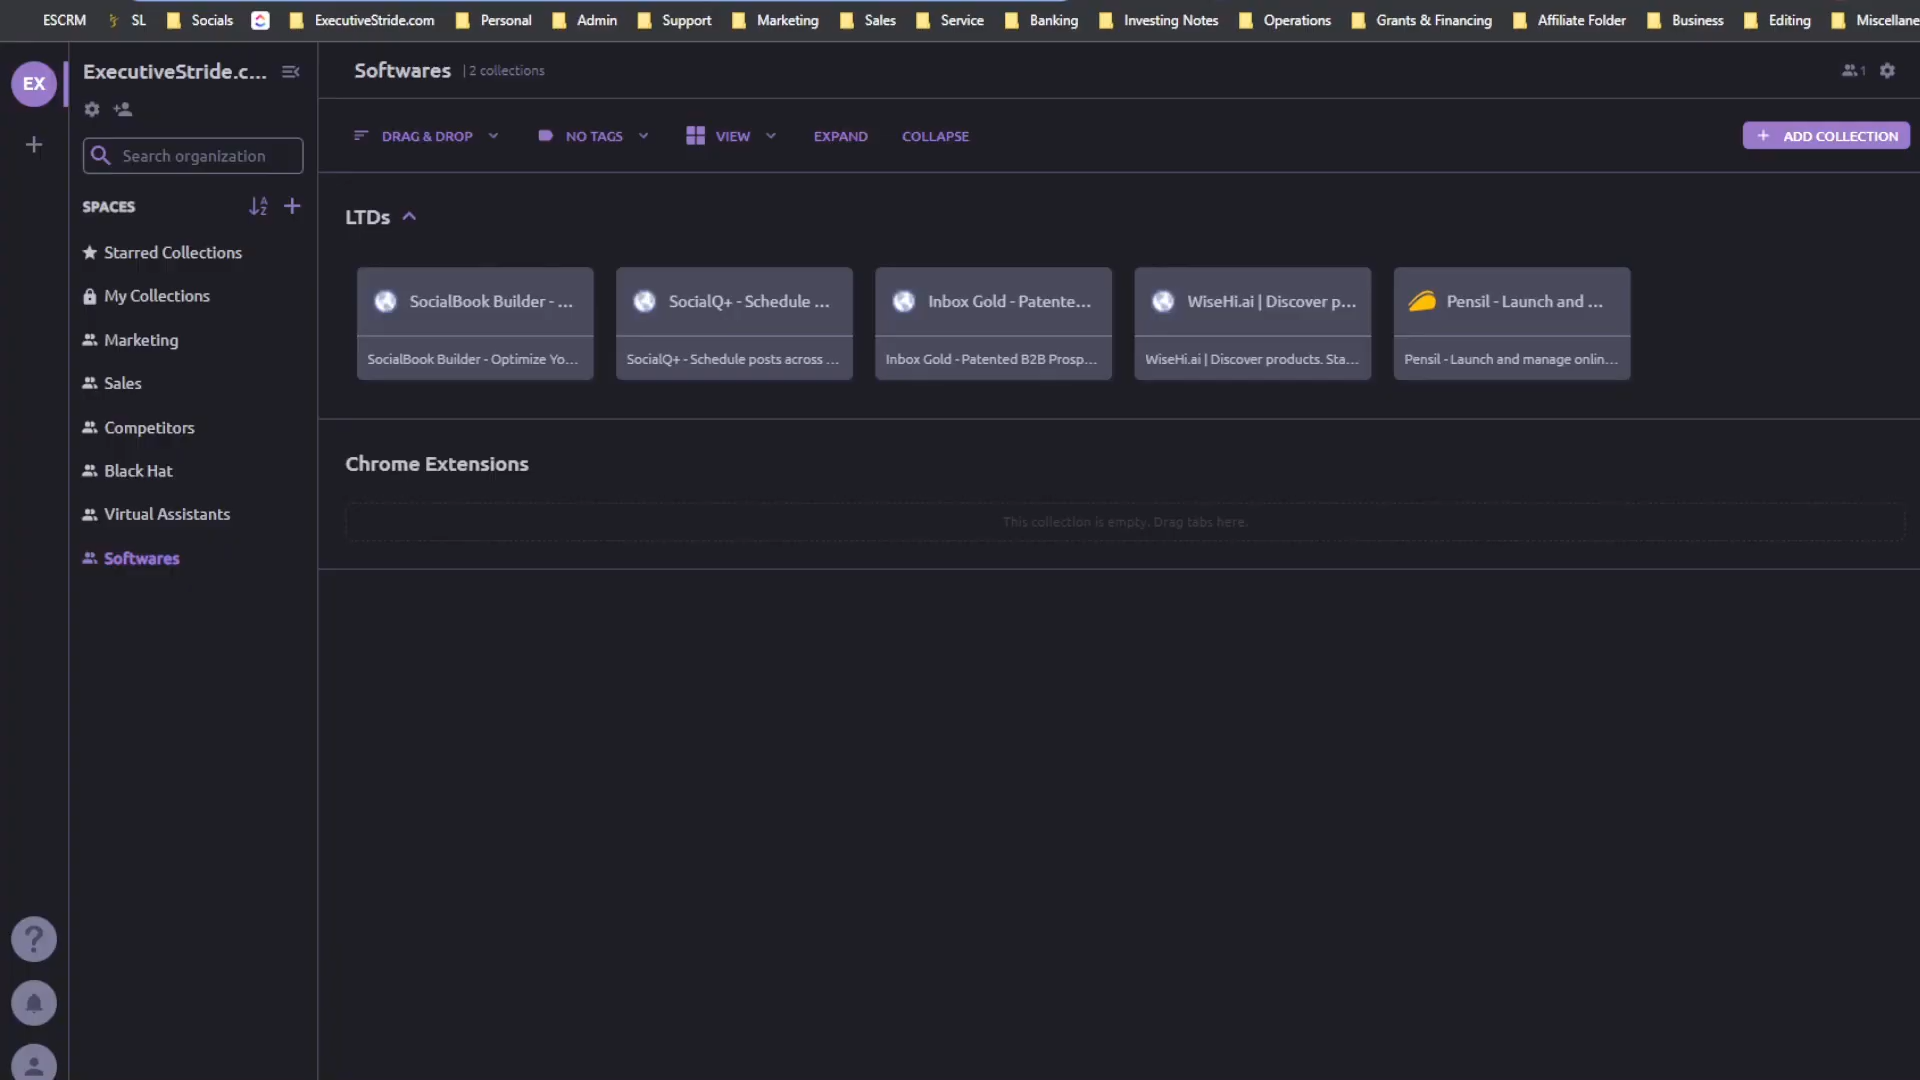 ESCRM SL Socials ExecutiveStride.com Personal Admin Support Marketing Sales Service Banking Investing Notes Operations Grants & Financing Affiliate Folder Business Editing Miscellane
EX
ExecutiveStride.c...
Softwares | 2 collections
1
DRAG & DROP NO TAGS VIEW EXPAND COLLAPSE + ADD COLLECTION
Search organization
SPACES
Starred Collections
My Collections
Marketing
Sales
Competitors
Black Hat
Virtual Assistants
Softwares
LTDs
SocialBook Builder - ...
SocialBook Builder - Optimize Yo...
SocialQ+ - Schedule ...
SocialQ+ - Schedule posts across ...
Inbox Gold - Patente...
Inbox Gold - Patented B2B Prosp...
WiseHi.ai | Discover p...
WiseHi.ai | Discover products. Sta...
Pensil - Launch and ...
Pensil - Launch and manage onlin...
Chrome Extensions
This collection is empty. Drag tabs here.